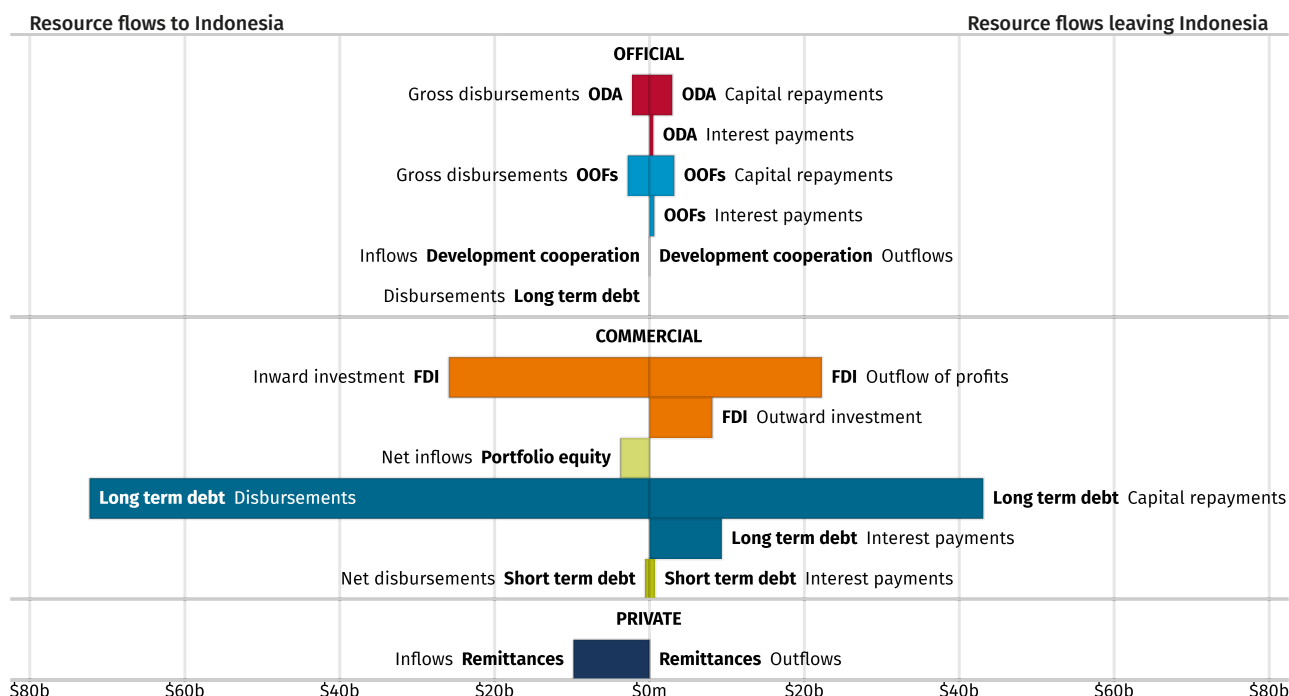 Resource flows to Indonesia Resource flows leaving Indonesia
OFFICIAL
Gross disbursements ODA ODA Capital repayments
ODA Interest payments
Gross disbursements OOFs OOFs Capital repayments
OOFs Interest payments
Inflows Development cooperation Development cooperation Outflows
Disbursements Long term debt
COMMERCIAL
Inward investment FDI FDI Outflow of profits
FDI Outward investment
Net inflows Portfolio equity
Long term debt Disbursements Long term debt Capital repayments
Long term debt Interest payments
Net disbursements Short term debt Short term debt Interest payments
PRIVATE
Inflows Remittances Remittances Outflows
$80b $60b $40b $20b $0m $20b $40b $60b $80b